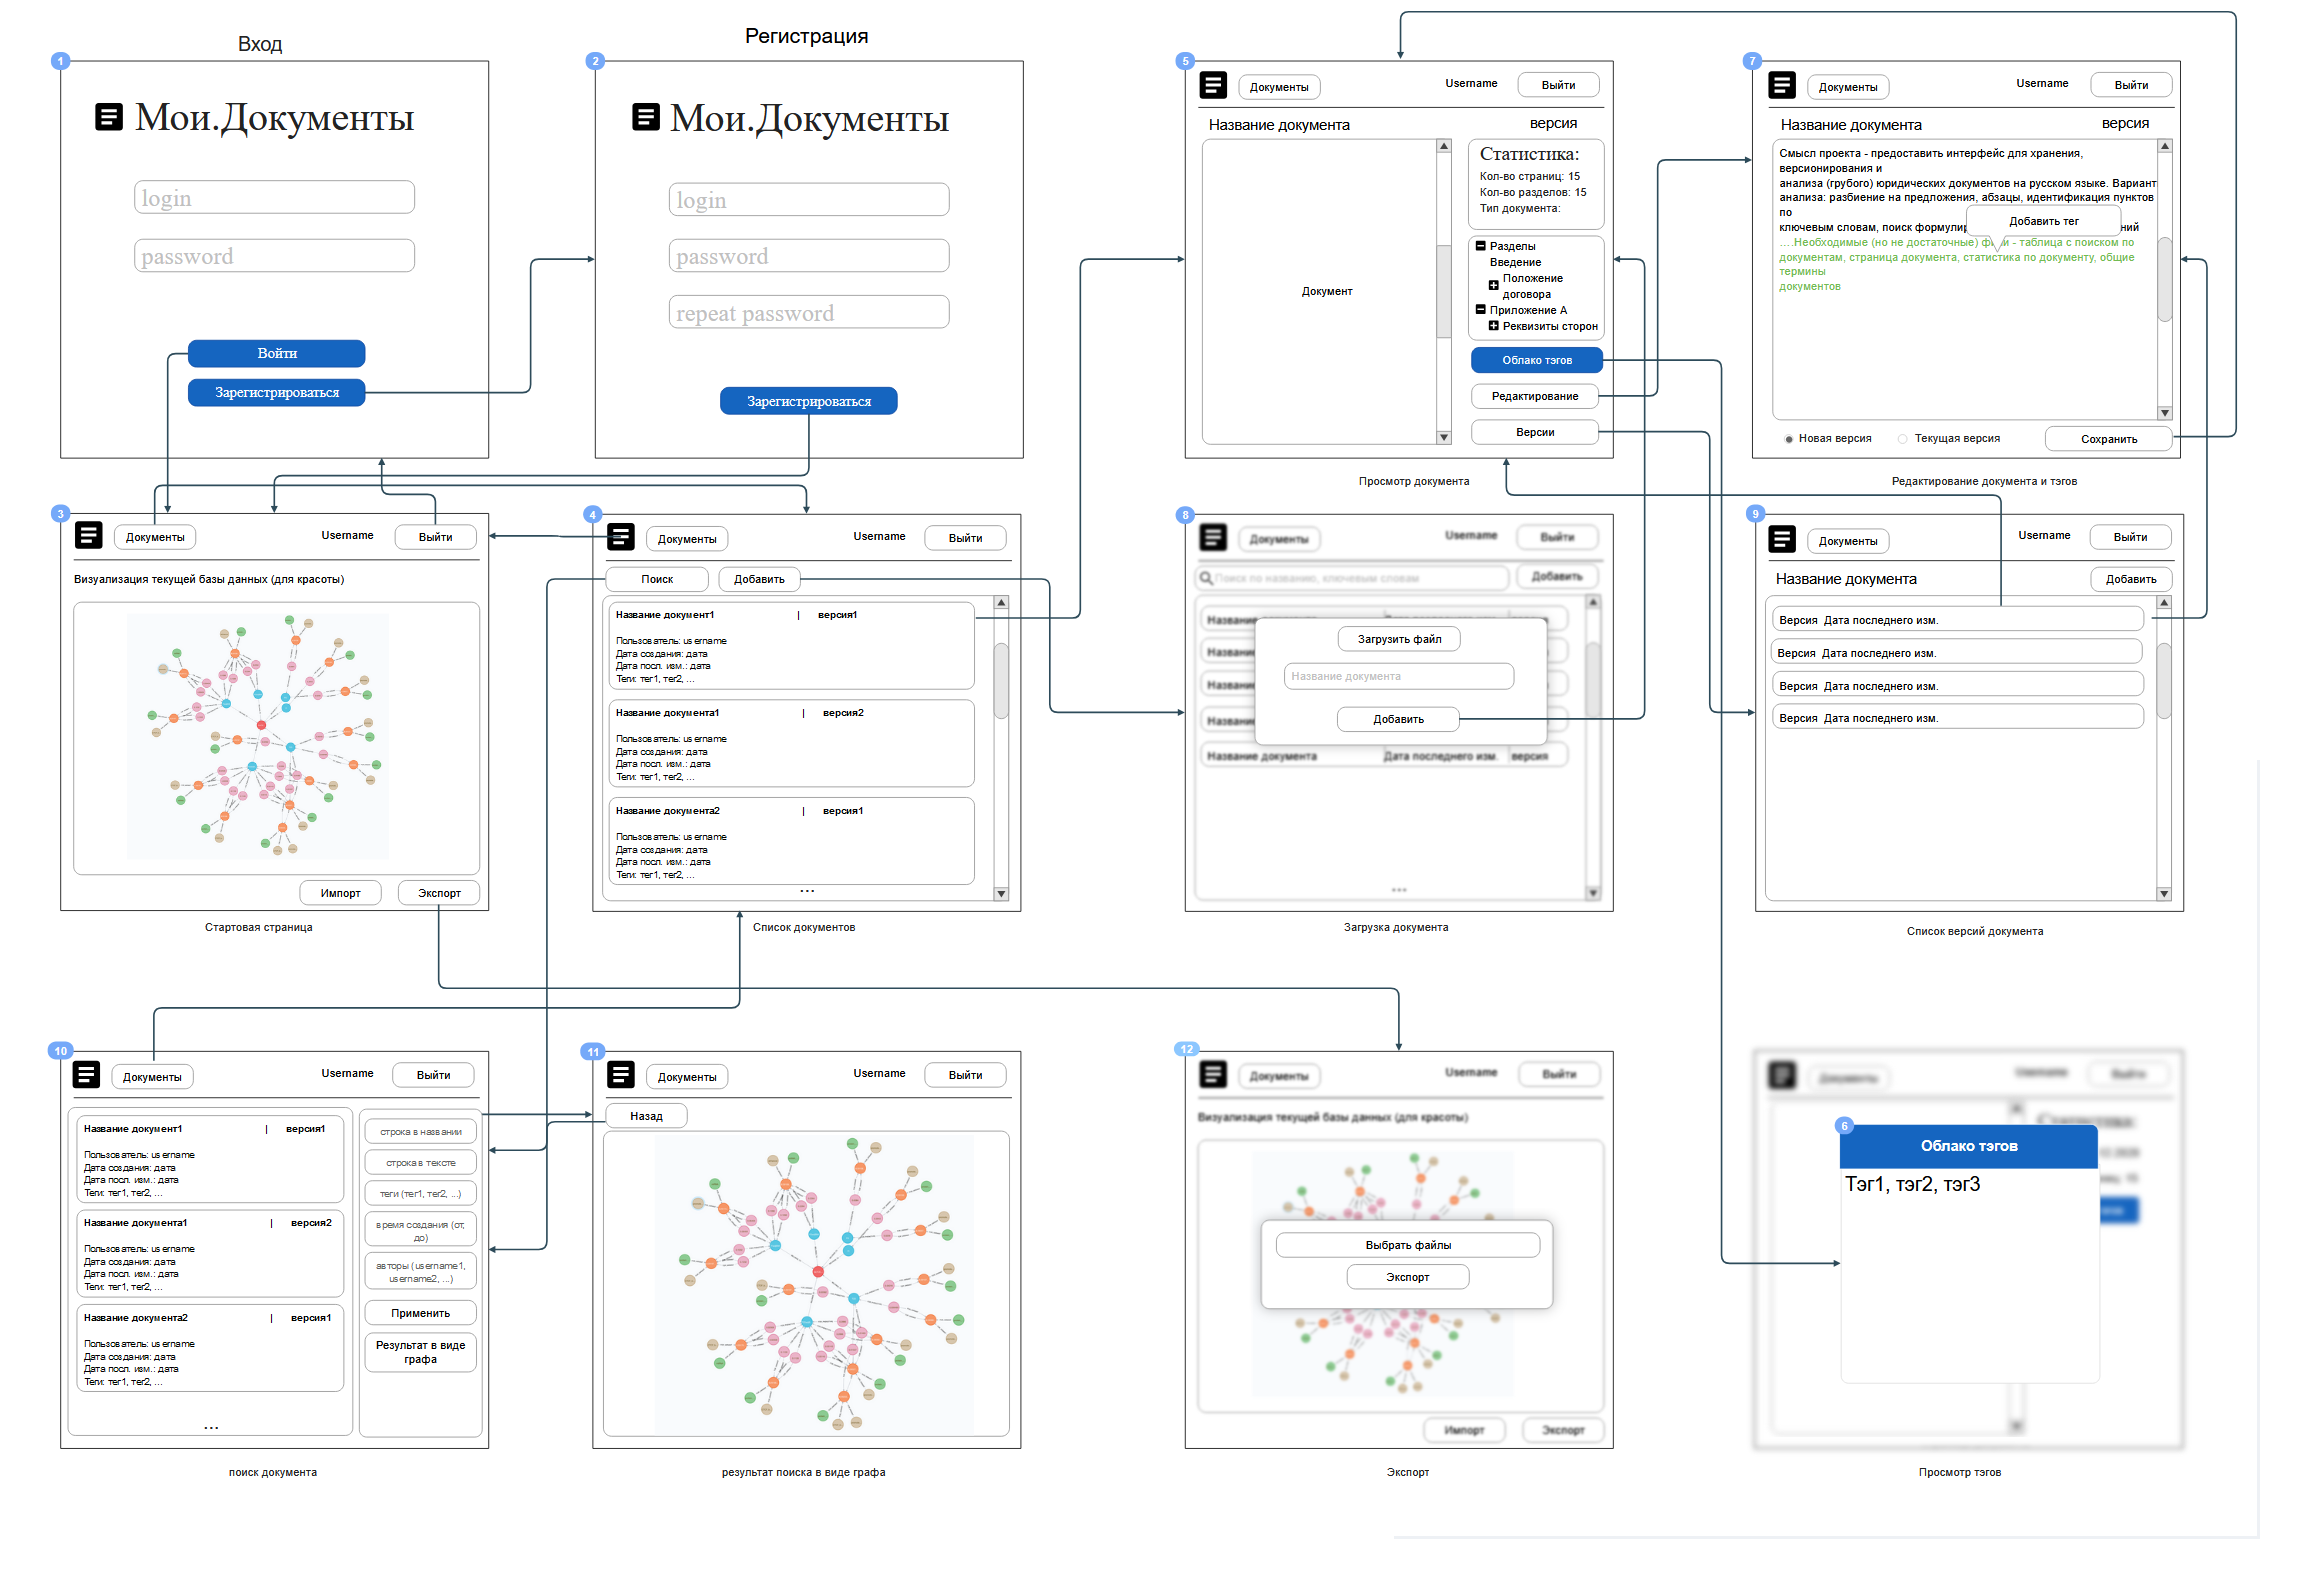 Вход
1
Мои.Документы
login
password
Войти
Зарегистрироваться
Регистрация
2
Мои.Документы
login
password
repeat password
Зарегистрироваться
5
Документы
Username
Выйти
Название документа
версия
Документ
Статистика:
Кол-во страниц: 15
Кол-во разделов: 15
Тип документа:
Разделы
Введение
Положение
договора
Приложение А
Реквизиты сторон
Облако тэгов
Редактирование
Версии
Просмотр документа
7
Документы
Username
Выйти
Название документа
версия
Смысл проекта - предоставить интерфейс для хранения,
версионирования и
анализа (грубого) юридических документов на русском языке. Вариант
анализа: разбиение на предложения, абзацы, идентификация пунктов
по
ключевым словам, поиск формулир
ний
Добавить тег
....Необходимые (но не достаточные) - таблица с поиском по
документам, страница документа, статистика по документу, общие
термины
документов
Новая версия
Текущая версия
Сохранить
Редактирование документа и тэгов
3
Документы
Username
Выйти
Визуализация текущей базы данных (для красоты)
Импорт
Экспорт
Стартовая страница
4
Документы
Username
Выйти
Поиск
Добавить
Название документ1 | версия1
Пользователь: username
Дата создания: дата
Дата посл. изм.: дата
Теги: тег1, тег2, ...
Название документа1 | версия2
Пользователь: username
Дата создания: дата
Дата посл. изм.: дата
Теги: тег1, тег2, ...
Название документа2 | версия1
Пользователь: username
Дата создания: дата
Дата посл. изм.: дата
Теги: тег1, тег2, ...
...
Список документов
8
Документы
Username
Выйти
Поиск по названию, ключевым словам
Добавить
Загрузить файл
Название документа
Добавить
Название документа
Дата последнего изм.
версия
...
Загрузка документа
9
Документы
Username
Выйти
Название документа
Добавить
Версия Дата последнего изм.
Версия Дата последнего изм.
Версия Дата последнего изм.
Версия Дата последнего изм.
Список версий документа
10
Документы
Username
Выйти
Название документ1 | версия1
Пользователь: username
Дата создания: дата
Дата посл. изм.: дата
Теги: тег1, тег2, ...
Название документа1 | версия2
Пользователь: username
Дата создания: дата
Дата посл. изм.: дата
Теги: тег1, тег2, ...
Название документа2 | версия1
Пользователь: username
Дата создания: дата
Дата посл. изм.: дата
Теги: тег1, тег2, ...
...
строка в названии
строка в тексте
теги (тег1, тег2, ...)
время создания (от,
до)
авторы (username1,
username2, ...)
Применить
Результат в виде
графа
поиск документа
11
Документы
Username
Выйти
Назад
результат поиска в виде графа
12
Документы
Username
Выйти
Визуализация текущей базы данных (для красоты)
Выбрать файлы
Экспорт
Импорт
Экспорт
Экспорт
Документы
Username
Выйти
6
Облако тэгов
Тэг1, тэг2, тэг3
Просмотр тэгов